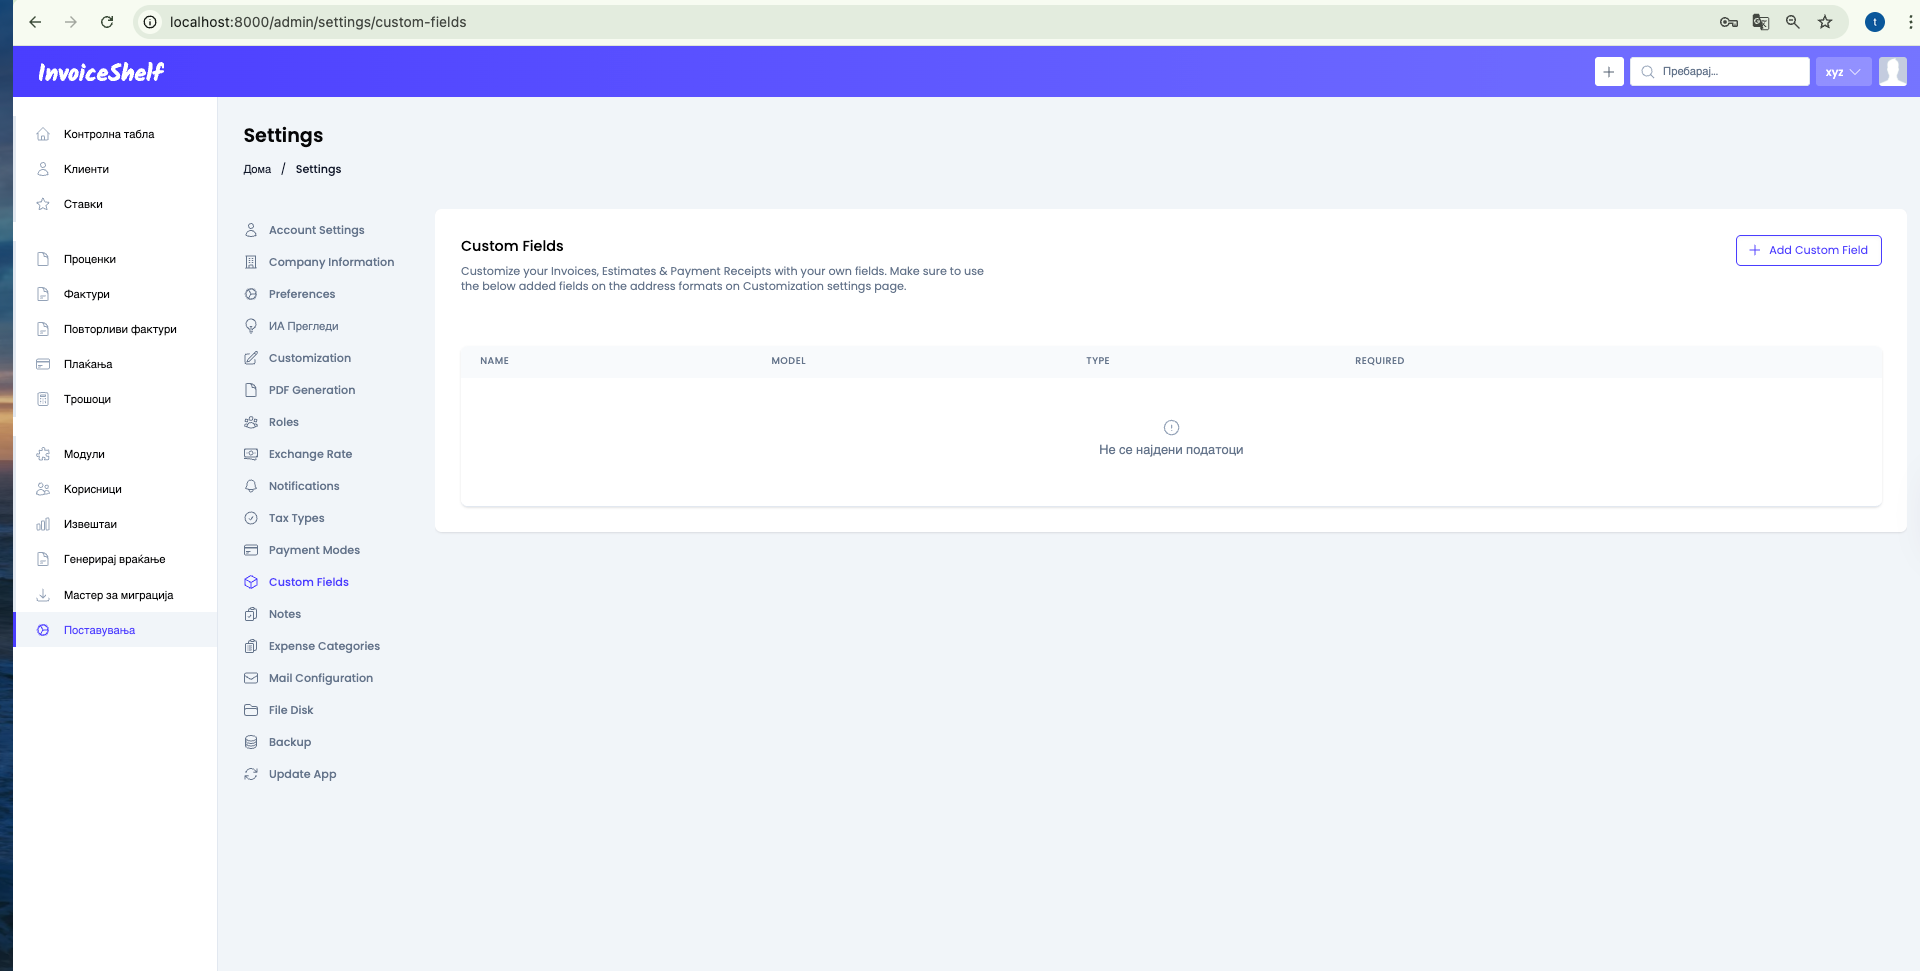 localhost:8000/admin/settings/custom-fields
t
InvoiceShelf
Пребарај...
xyz
Контролна табла
Клиенти
Ставки
Проценки
Фактури
Повторливи фактури
Плаќања
Трошоци
Модули
Корисници
Извештаи
Генерирај враќање
Мастер за миграција
Поставувања
Settings
Дома / Settings
Account Settings
Company Information
Preferences
ИА Прегледи
Customization
PDF Generation
Roles
Exchange Rate
Notifications
Tax Types
Payment Modes
Custom Fields
Notes
Expense Categories
Mail Configuration
File Disk
Backup
Update App
Custom Fields
Customize your Invoices, Estimates & Payment Receipts with your own fields. Make sure to use
the below added fields on the address formats on Customization settings page.
Add Custom Field
NAME MODEL TYPE REQUIRED
Не се најдени податоци